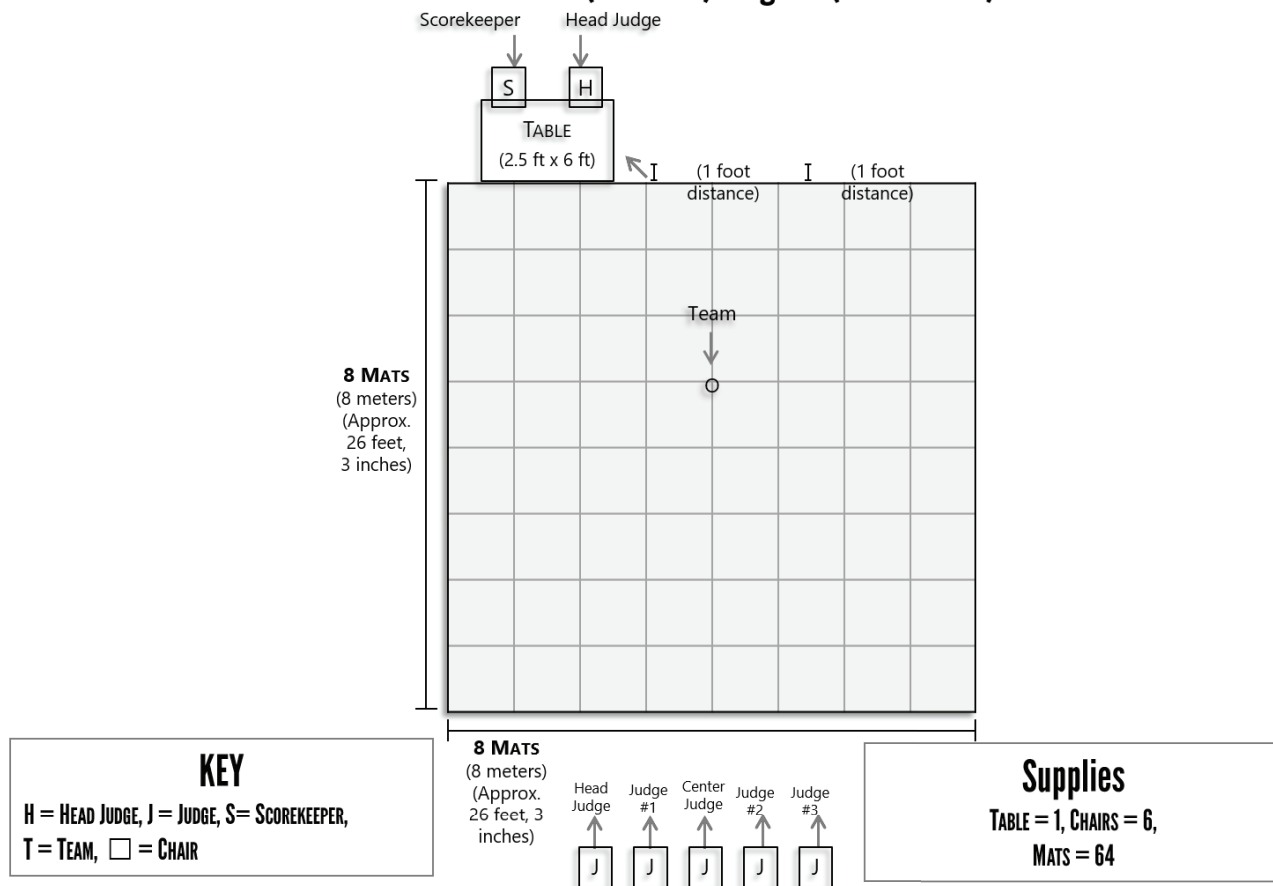 Scorekeeper
Head Judge
S
H
TABLE
(2.5 ft x 6 ft)
I
(1 foot
distance)
I
(1 foot
distance)
Team
O
8 MATS
(8 meters)
(Approx.
26 feet,
3 inches)
8 MATS
(8 meters)
(Approx.
26 feet, 3
inches)
Head
Judge
Judge
#1
Center
Judge
Judge
#2
Judge
#3
J
J
J
J
J
KEY
H = HEAD JUDGE, J = JUDGE, S= SCOREKEEPER,
T = TEAM, □ = CHAIR
Supplies
TABLE = 1, CHAIRS = 6,
MATS = 64